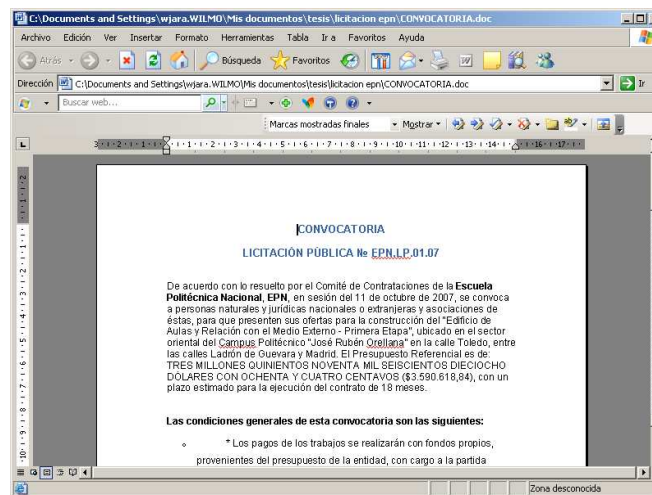 C:\Documents and Settings\wjara.WILMO\Mis documentos\tesis\licitacion epn\CONVOCATORIA.doc
Archivo Edición Ver Insertar Formato Herramientas Tabla Ir a Favoritos Ayuda
Atrás Búsqueda Favoritos
Dirección C:\Documents and Settings\wjara.WILMO\Mis documentos\tesis\licitacion epn\CONVOCATORIA.doc Ir
Buscar web...
Marcas mostradas finales Mostrar
CONVOCATORIA
LICITACIÓN PÙBLICA № EPN.LP.01.07
De acuerdo con lo resuelto por el Comité de Contrataciones de la Escuela
Politécnica Nacional, EPN, en sesión del 11 de octubre de 2007, se convoca
a personas naturales y jurídicas nacionales o extranjeras y asociaciones de
éstas, para que presenten sus ofertas para la construcción del "Edificio de
Aulas y Relación con el Medio Externo - Primera Etapa", ubicado en el sector
oriental del Campus Politécnico "José Rubén Orellana" en la calle Toledo, entre
las calles Ladrón de Guevara y Madrid. El Presupuesto Referencial es de:
TRES MILLONES QUINIENTOS NOVENTA MIL SEISCIENTOS DIECIOCHO
DÓLARES CON OCHENTA Y CUATRO CENTAVOS ($3.590.618,84), con un
plazo estimado para la ejecución del contrato de 18 meses.
Las condiciones generales de esta convocatoria son las siguientes:
* Los pagos de los trabajos se realizarán con fondos propios,
provenientes del presupuesto de la entidad, con cargo a la partida
Zona desconocida